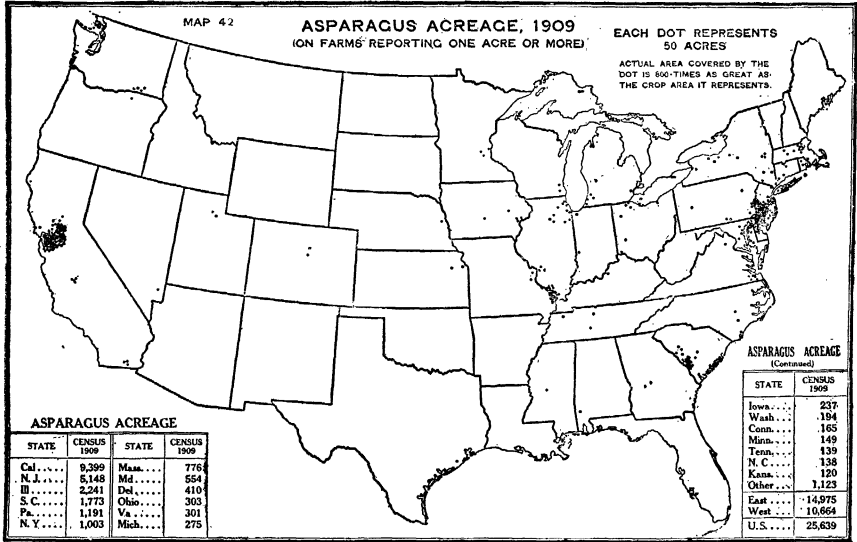 MAP 42
ASPARAGUS ACREAGE, 1909
(ON FARMS REPORTING ONE ACRE OR MORE)
EACH DOT REPRESENTS
50 ACRES
ACTUAL AREA COVERED BY THE
DOT IS 800 TIMES AS GREAT AS
THE CROP AREA IT REPRESENTS.
ASPARAGUS ACREAGE
STATE CENSUS 1909 STATE CENSUS 1909
Cal..... 9,399 Mass.... 776
N. J..... 5,148 Md..... 554
Ill...... 2,241 Del..... 410
S. C..... 1,773 Ohio.... 303
Pa...... 1,191 Va..... 301
N. Y.... 1,003 Mich.... 275
ASPARAGUS ACREAGE
(Continued)
STATE CENSUS 1909
Iowa.... 237
Wash.... 194
Conn.... 165
Minn.... 149
Tenn.... 139
N. C.... 138
Kans.... 120
Other... 1,123
East.... 14,975
West... 10,664
U.S..... 25,639